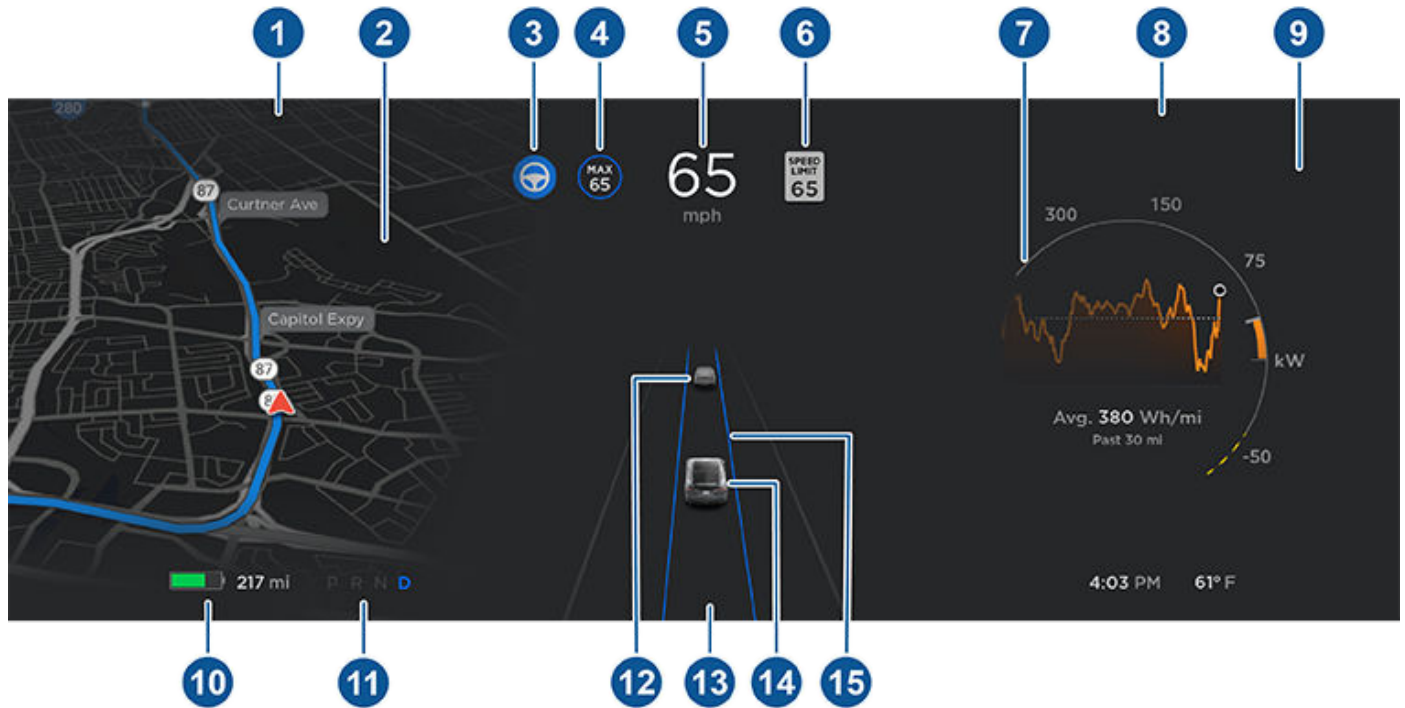 1 2 3 4 5 6 7 8 9
280
87
Curtner Ave
Capitol Expy
87
8
217 mi
P R N D
MAX
65
65
mph
SPEED
LIMIT
65
300
150
75
kW
-50
Avg. 380 Wh/mi
Past 30 mi
4:03 PM 61° F
10 11 12 13 14 15